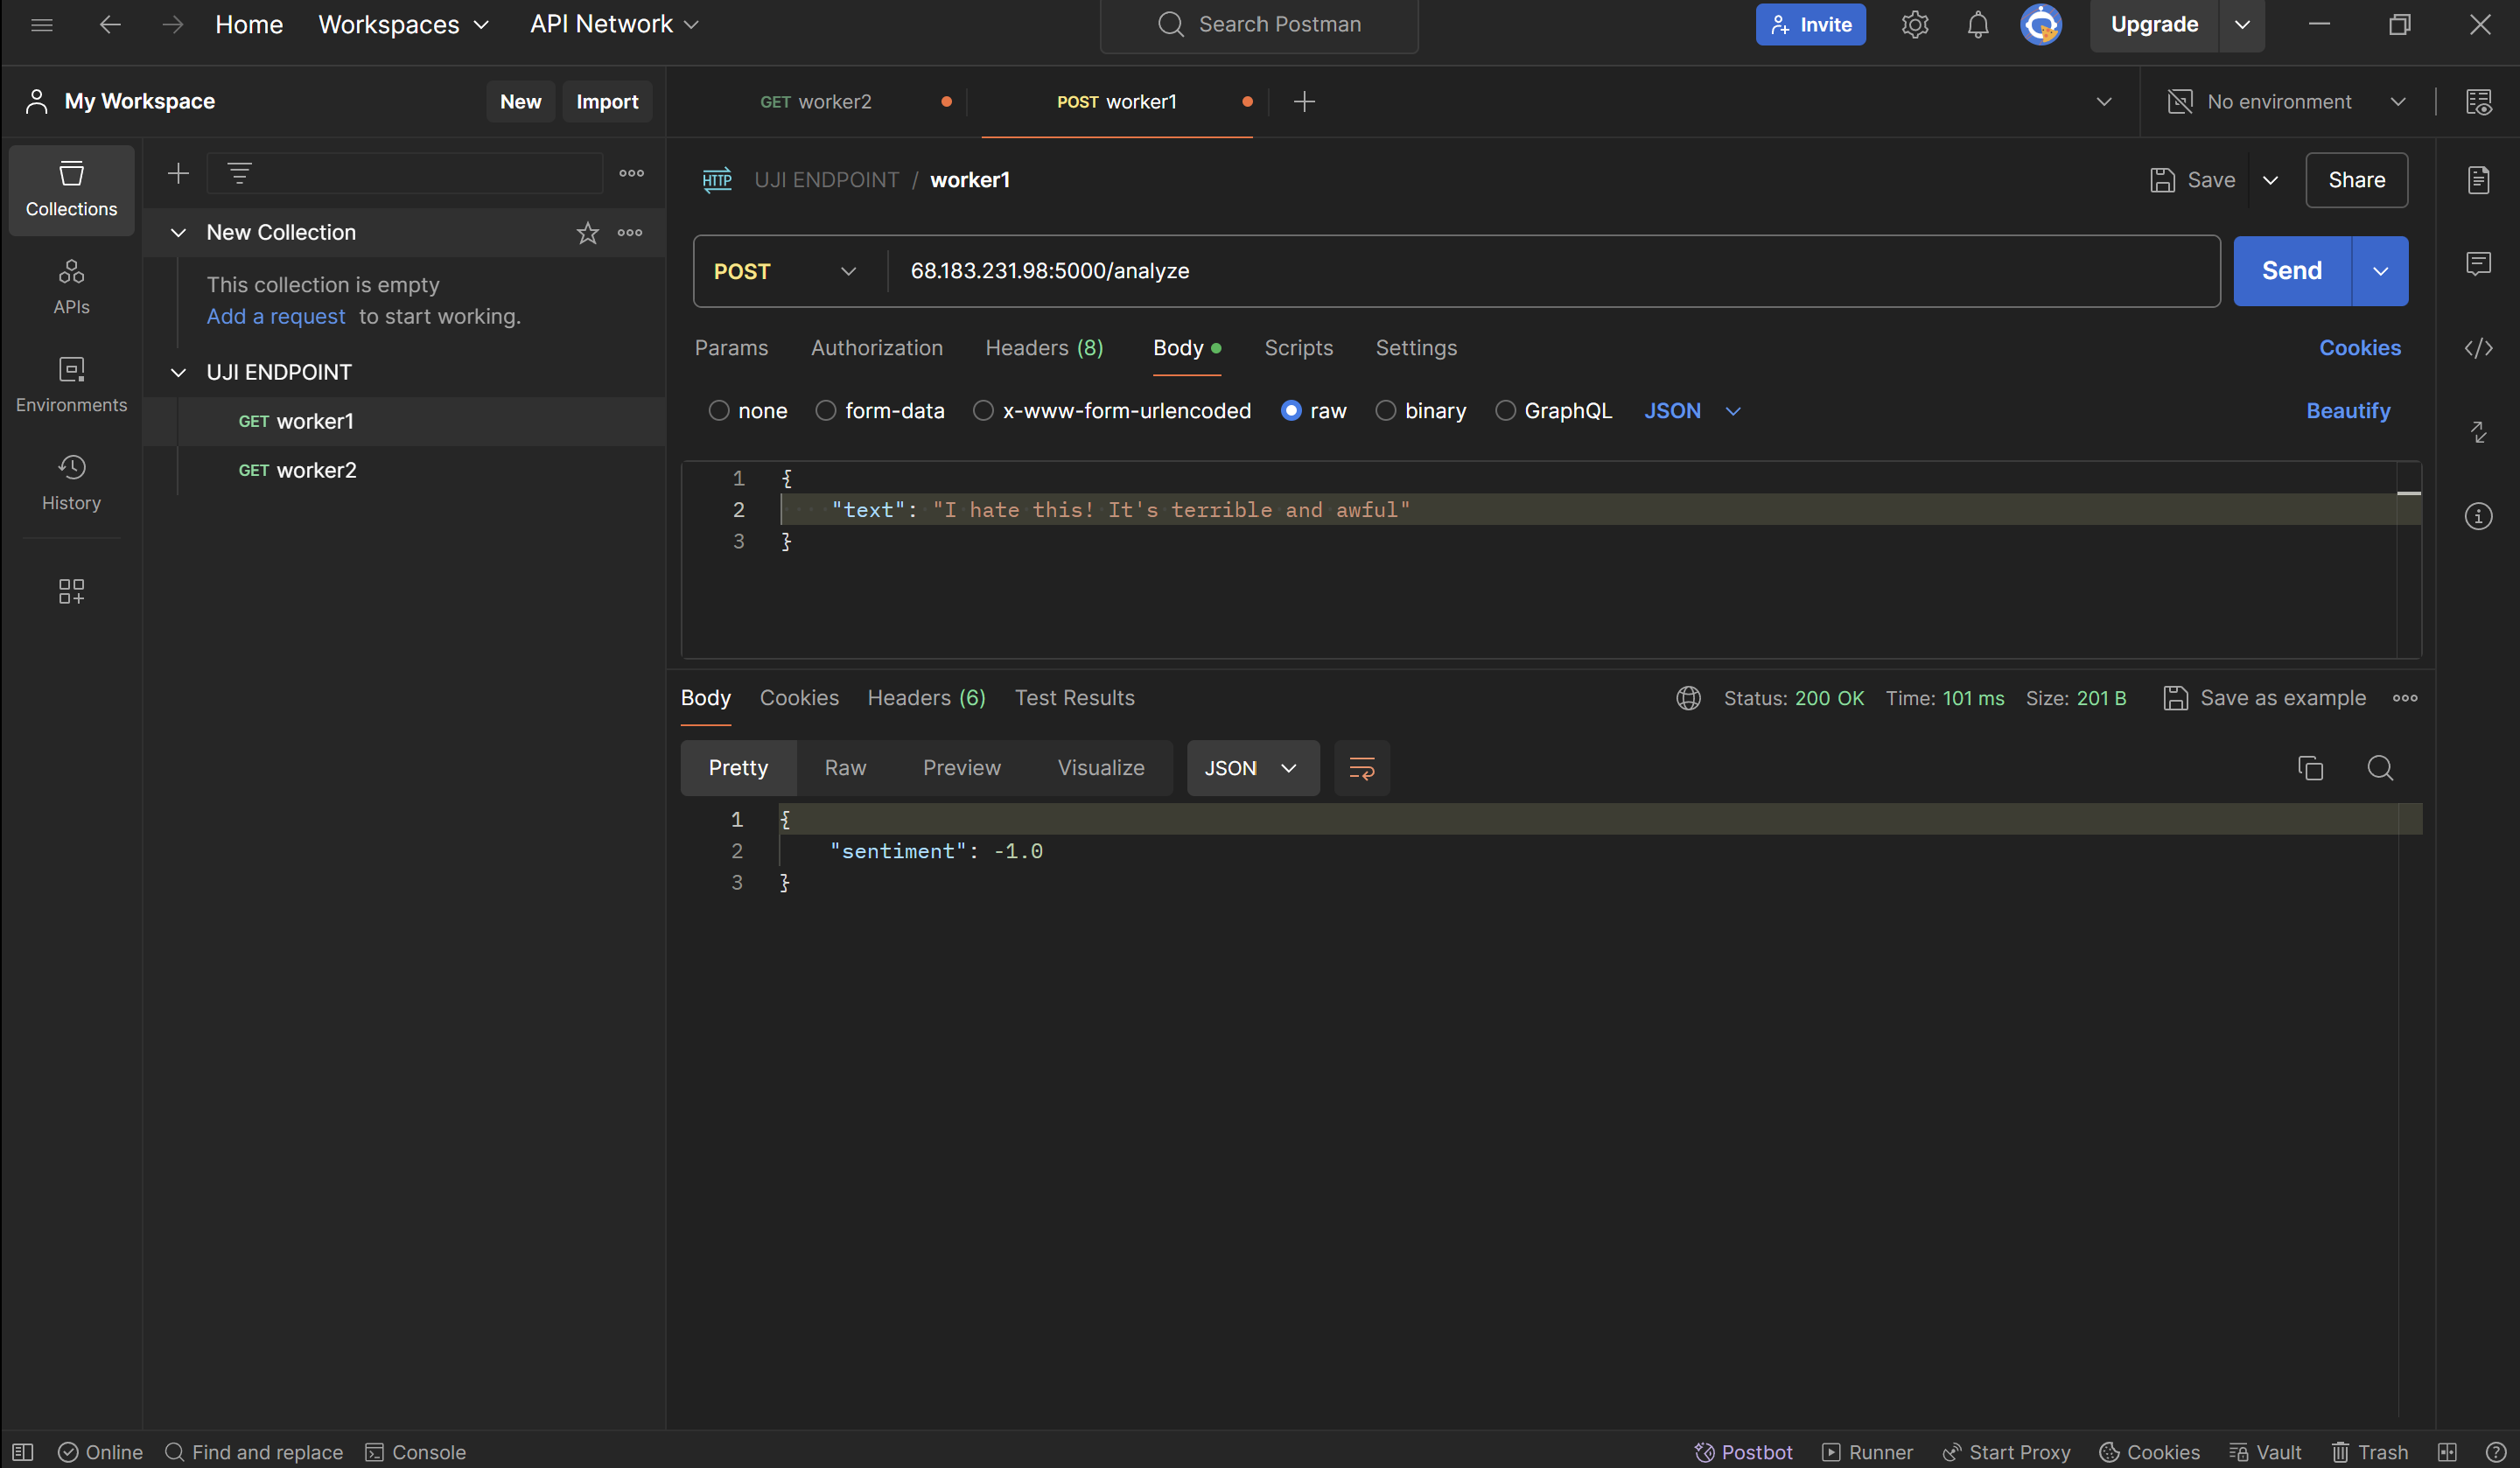 Home Workspaces API Network Search Postman Invite Upgrade
My Workspace New Import GET worker2 POST worker1 No environment
Collections
APIs
Environments
History
New Collection
This collection is empty
Add a request to start working.
UJI ENDPOINT
GET worker1
GET worker2
HTTP UJI ENDPOINT / worker1 Save Share
POST 68.183.231.98:5000/analyze Send
Params Authorization Headers (8) Body Scripts Settings Cookies
none form-data x-www-form-urlencoded raw binary GraphQL JSON Beautify
1 {
2 "text": "I hate this! It's terrible and awful"
3 }
Body Cookies Headers (6) Test Results Status: 200 OK Time: 101 ms Size: 201 B Save as example
Pretty Raw Preview Visualize JSON
1 {
2 "sentiment": -1.0
3 }
Online Find and replace Console Postbot Runner Start Proxy Cookies Vault Trash